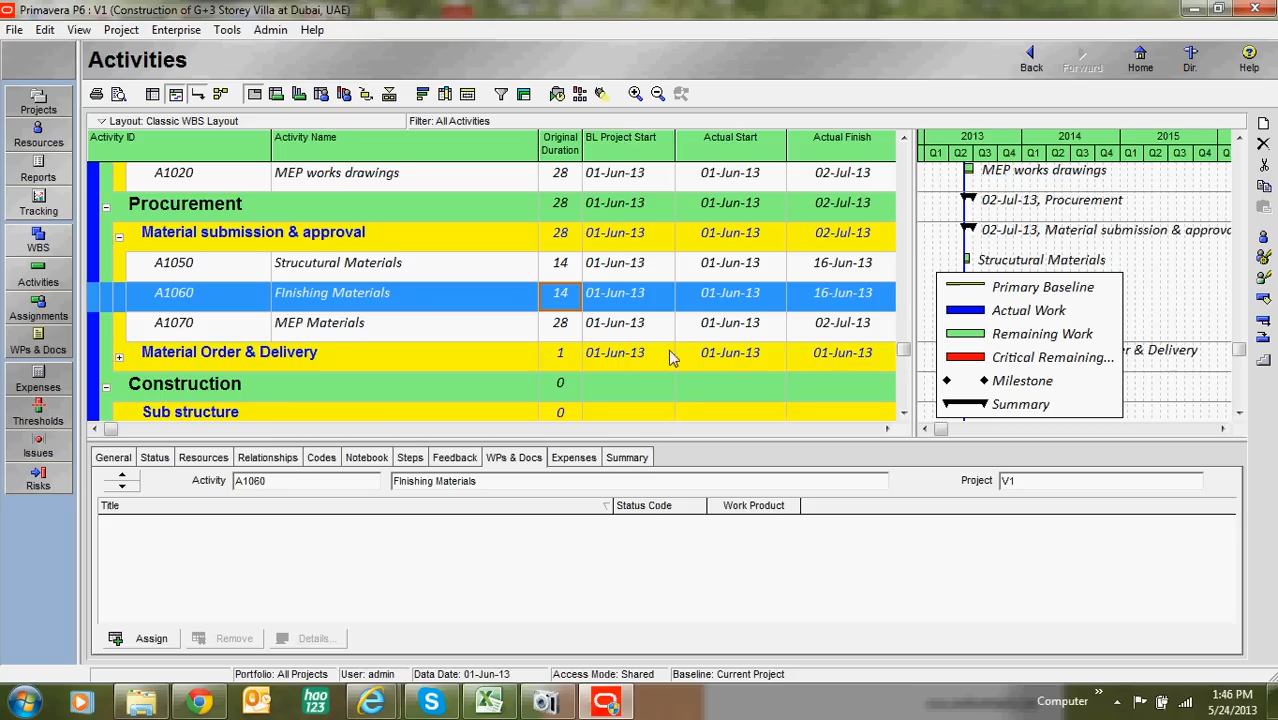 Primavera P6 : V1 (Construction of G+3 Storey Villa at Dubai, UAE)
File Edit View Project Enterprise Tools Admin Help
Activities
Back Forward Home Dir. Help
Projects
Resources
Reports
Tracking
WBS
Activities
Assignments
WPs & Docs
Expenses
Thresholds
Issues
Risks
Layout: Classic WBS Layout Filter: All Activities
Activity ID Activity Name Original Duration BL Project Start Actual Start Actual Finish
2013 2014 2015
Q1 Q2 Q3 Q4 Q1 Q2 Q3 Q4 Q1 Q2 Q3 Q4 Q
A1020 MEP works drawings 28 01-Jun-13 01-Jun-13 02-Jul-13 MEP works drawings
Procurement 28 01-Jun-13 01-Jun-13 02-Jul-13 02-Jul-13, Procurement
Material submission & approval 28 01-Jun-13 01-Jun-13 02-Jul-13 02-Jul-13, Material submission & approva
A1050 Strucutural Materials 14 01-Jun-13 01-Jun-13 16-Jun-13 Strucutural Materials
A1060 FInishing Materials 14 01-Jun-13 01-Jun-13 16-Jun-13
A1070 MEP Materials 28 01-Jun-13 01-Jun-13 02-Jul-13
Material Order & Delivery 1 01-Jun-13 01-Jun-13 01-Jun-13 & Delivery
Construction 0
Sub structure 0
Primary Baseline
Actual Work
Remaining Work
Critical Remaining...
Milestone
Summary
General Status Resources Relationships Codes Notebook Steps Feedback WPs & Docs Expenses Summary
Activity A1060 FInishing Materials Project V1
Title Status Code Work Product
Assign Remove Details...
Portfolio: All Projects User: admin Data Date: 01-Jun-13 Access Mode: Shared Baseline: Current Project
hao
123
Computer
1:46 PM
5/24/2013